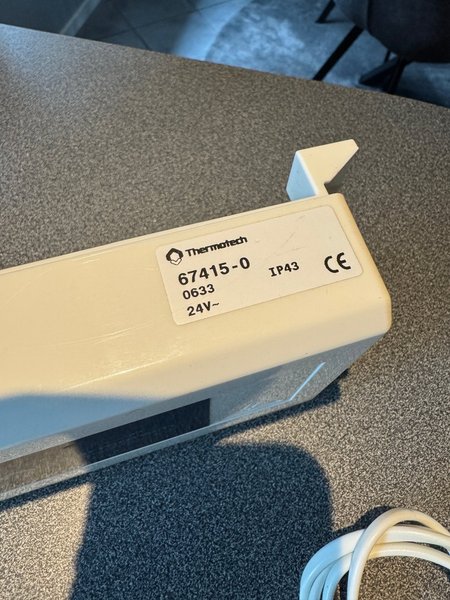 Thermotech
67415-0
0633 IP43 CE
24V~